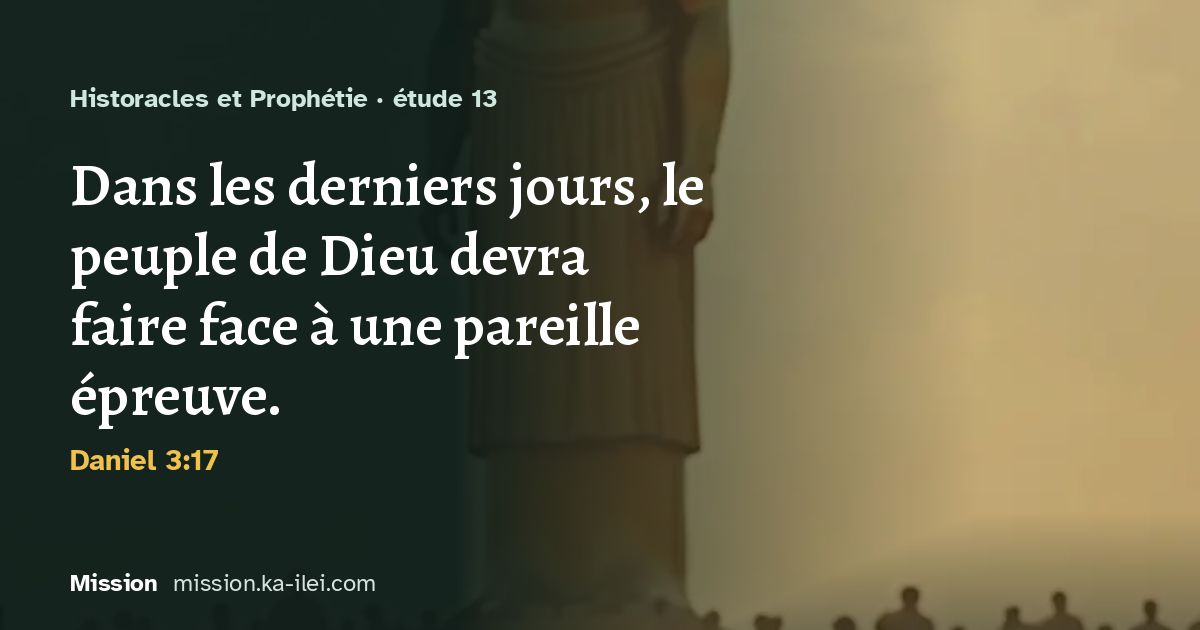 Historacles et Prophétie · étude 13
Dans les derniers jours, le
peuple de Dieu devra
faire face à une pareille
épreuve.
Daniel 3:17
Mission mission.ka-ilei.com